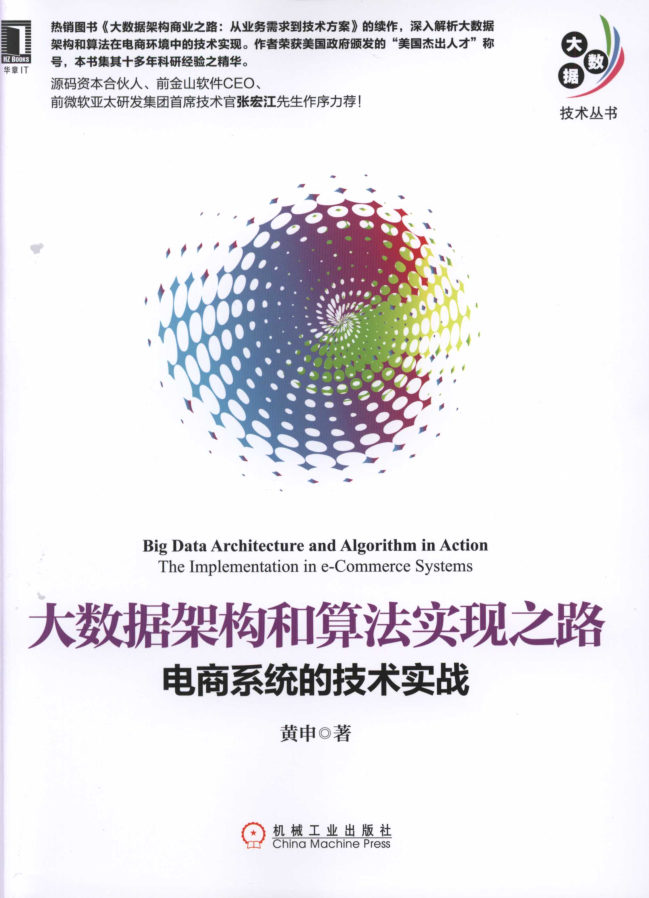 HZ Books
华章IT
热销图书《大数据架构商业之路：从业务需求到技术方案》的续作，深入解析大数据
架构和算法在电商环境中的技术实现。作者荣获美国政府颁发的“美国杰出人才”称
号，本书集其十多年科研经验之精华。
源码资本合伙人、前金山软件CEO、
前微软亚太研发集团首席技术官张宏江先生作序力荐！
大数据
技术丛书
Big Data Architecture and Algorithm in Action
The Implementation in e-Commerce Systems
大数据架构和算法实现之路
电商系统的技术实战
黄申◎著
机械工业出版社
China Machine Press